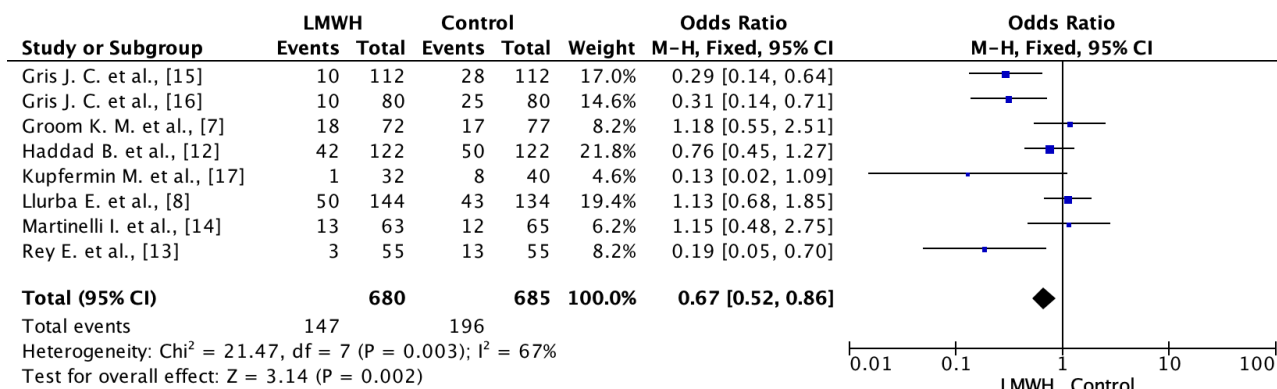 LMWH Control Odds Ratio Odds Ratio
Study or Subgroup Events Total Events Total Weight M-H, Fixed, 95% CI M-H, Fixed, 95% CI
Gris J. C. et al., [15] 10 112 28 112 17.0% 0.29 [0.14, 0.64]
Gris J. C. et al., [16] 10 80 25 80 14.6% 0.31 [0.14, 0.71]
Groom K. M. et al., [7] 18 72 17 77 8.2% 1.18 [0.55, 2.51]
Haddad B. et al., [12] 42 122 50 122 21.8% 0.76 [0.45, 1.27]
Kupfermin M. et al., [17] 1 32 8 40 4.6% 0.13 [0.02, 1.09]
Llurba E. et al., [8] 50 144 43 134 19.4% 1.13 [0.68, 1.85]
Martinelli I. et al., [14] 13 63 12 65 6.2% 1.15 [0.48, 2.75]
Rey E. et al., [13] 3 55 13 55 8.2% 0.19 [0.05, 0.70]
Total (95% CI) 680 685 100.0% 0.67 [0.52, 0.86]
Total events 147 196
Heterogeneity: Chi² = 21.47, df = 7 (P = 0.003); I² = 67%
Test for overall effect: Z = 3.14 (P = 0.002)
0.01 0.1 1 10 100
LMWH Control